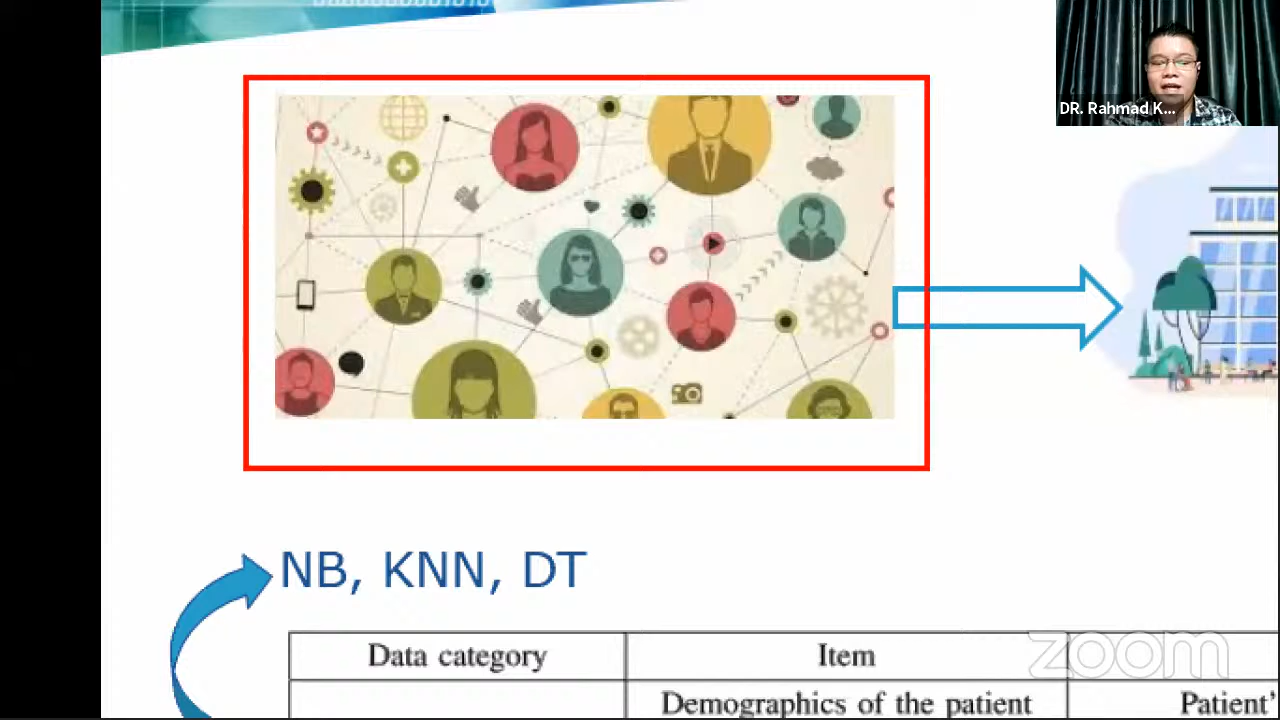 DR. Rahmad K...
NB, KNN, DT
Data category
Item
zoom
Demographics of the patient
Patient'